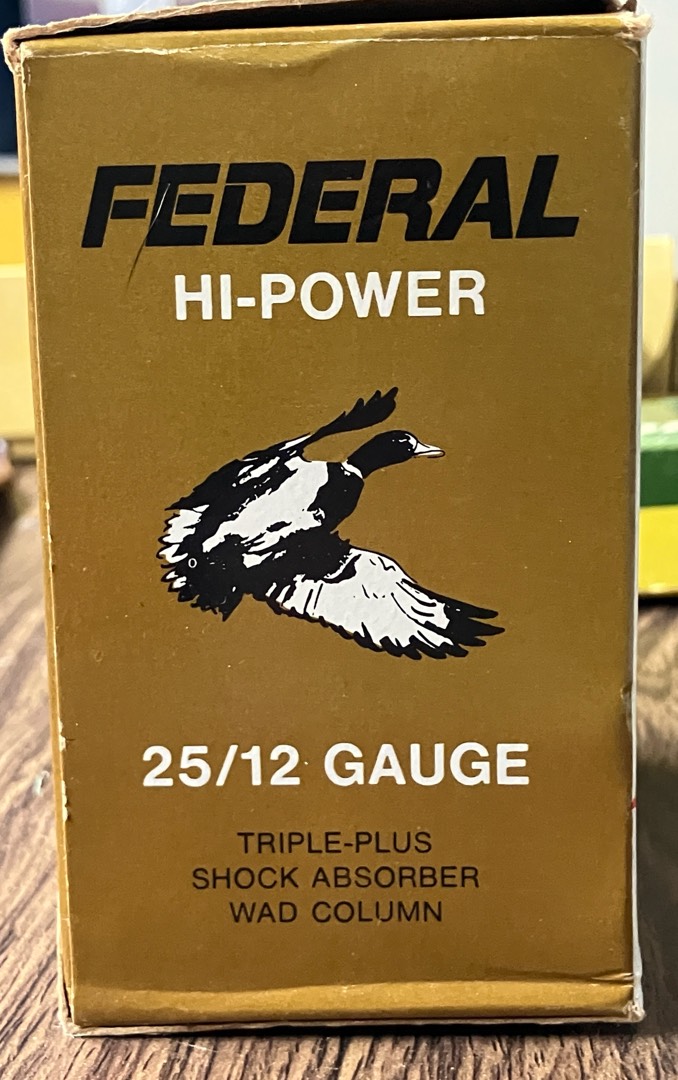 FEDERAL
HI-POWER
25/12 GAUGE
TRIPLE-PLUS
SHOCK ABSORBER
WAD COLUMN